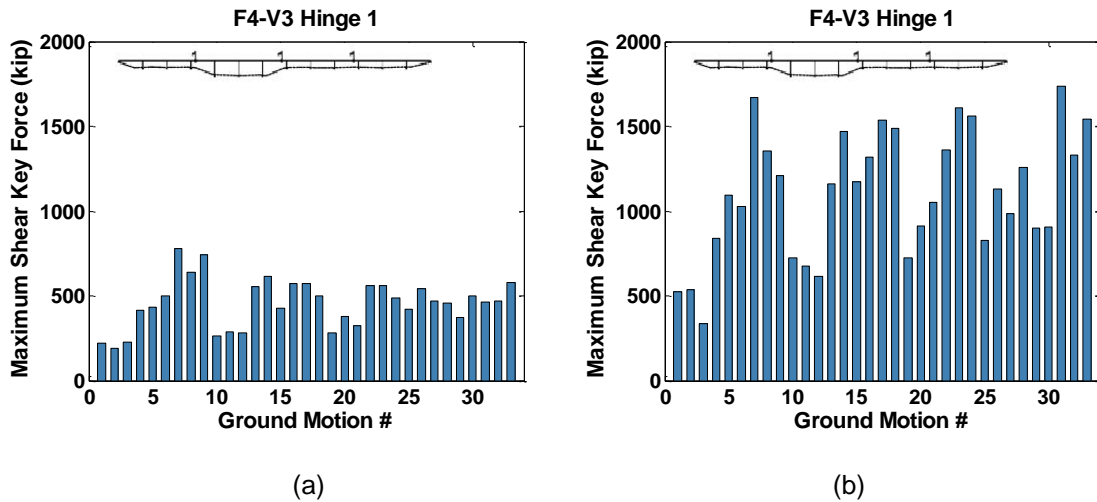 F4-V3 Hinge 1
Maximum Shear Key Force (kip)
2000
1500
1000
500
0
0 5 10 15 20 25 30
Ground Motion #
(a)
F4-V3 Hinge 1
Maximum Shear Key Force (kip)
2000
1500
1000
500
0
0 5 10 15 20 25 30
Ground Motion #
(b)